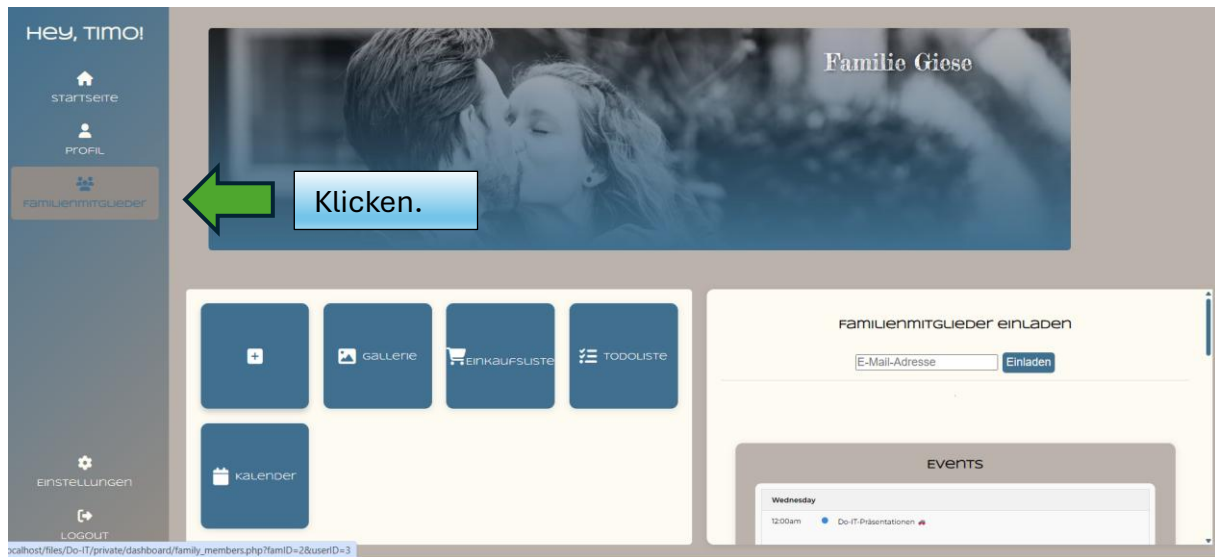 Hey, Timo!
Startseite
Profil
Familienmitglieder
Einstellungen
Logout
Familie Giese
Klicken.
Gallerie
Einkaufsliste
Todoliste
Kalender
Familienmitglieder einladen
E-Mail-Adresse
Einladen
Events
Wednesday
12:00am Do-IT-Präsentationen 🚗
ocalhost/files/Do-IT/private/dashboard/family_members.php?famID=2&userID=3